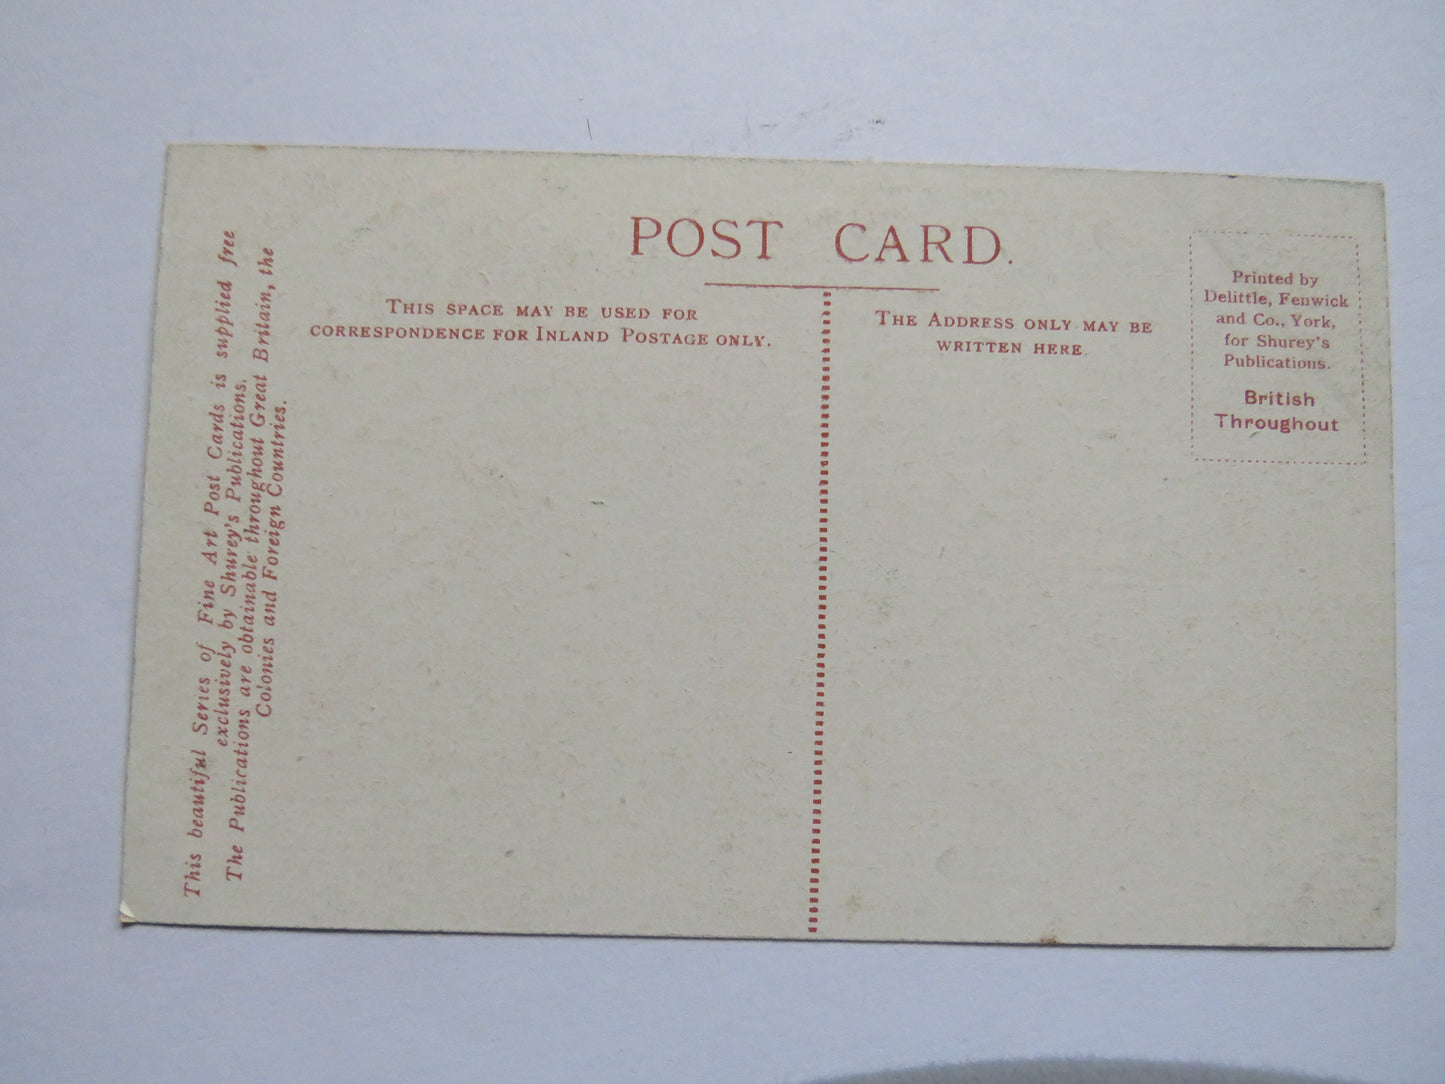 POST CARD.
THIS SPACE MAY BE USED FOR
CORRESPONDENCE FOR INLAND POSTAGE ONLY.
THE ADDRESS ONLY MAY BE
WRITTEN HERE.
Printed by
Delittle, Fenwick
and Co., York,
for Shurey's
Publications.
British
Throughout
This beautiful Series of Fine Art Post Cards is supplied free
exclusively by Shurey's Publications.
The Publications are obtainable throughout Great Britain, the
Colonies and Foreign Countries.